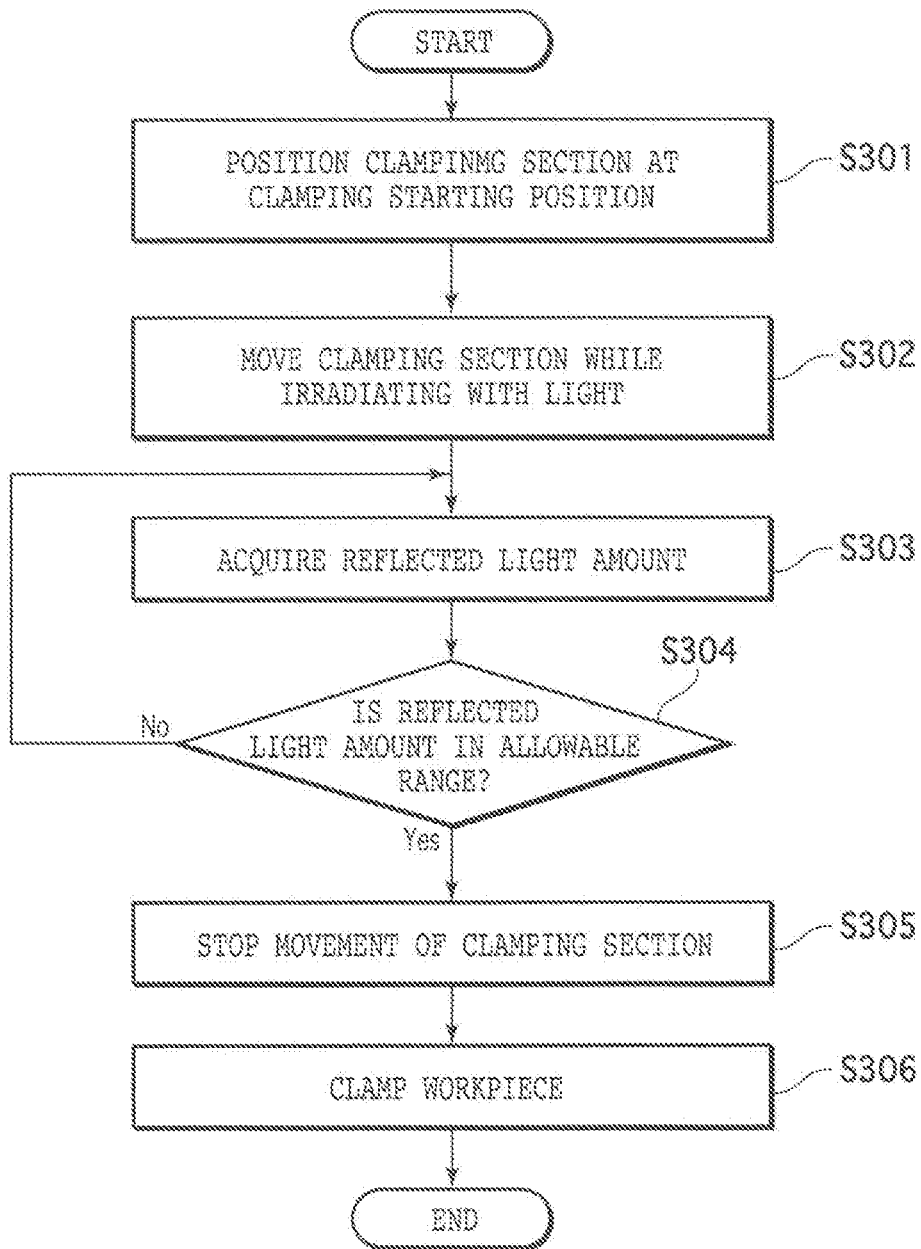 START
POSITION CLAMPINMG SECTION AT
CLAMPING STARTING POSITION
S301
MOVE CLAMPING SECTION WHILE
IRRADIATING WITH LIGHT
S302
ACQUIRE REFLECTED LIGHT AMOUNT
S303
S304
IS REFLECTED
LIGHT AMOUNT IN ALLOWABLE
RANGE?
No
Yes
STOP MOVEMENT OF CLAMPING SECTION
S305
CLAMP WORKPIECE
S306
END